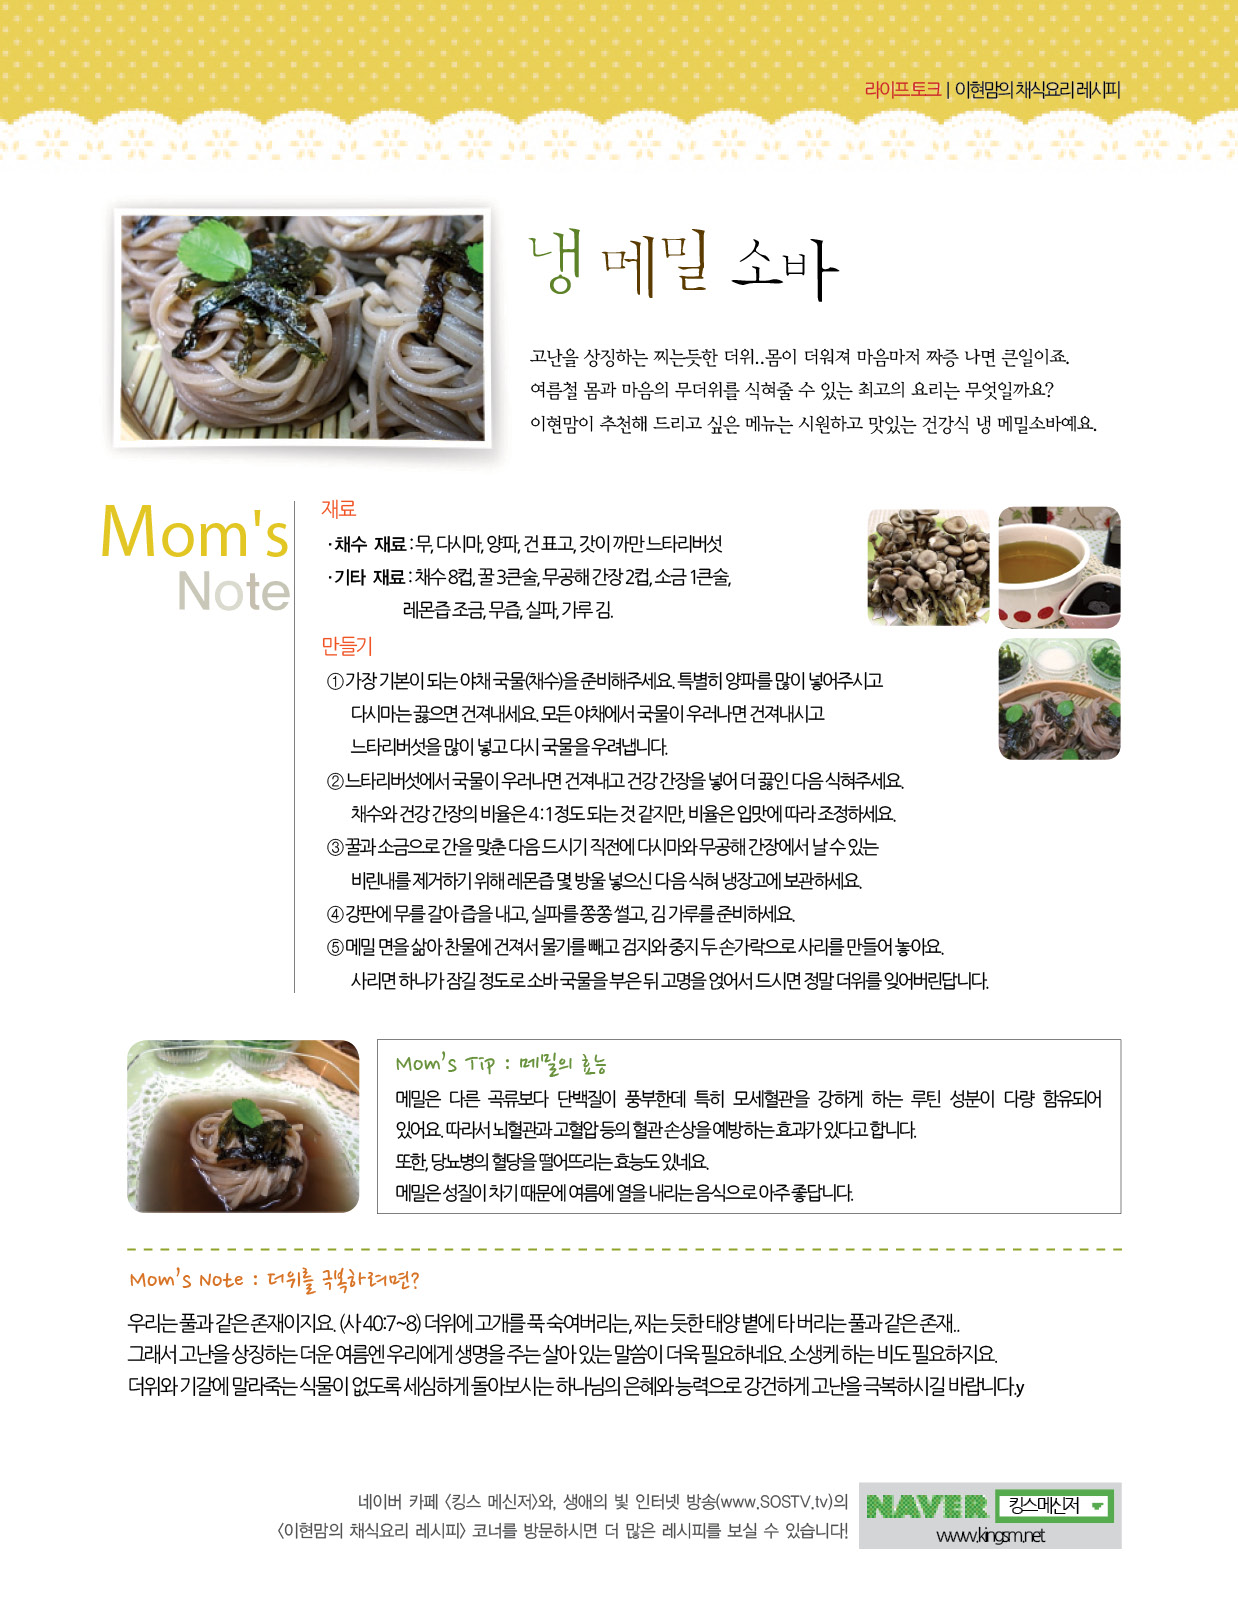 라이프 토크 | 이현맘의 채식요리 레시피
냉 메밀 소바
고난을 상징하는 찌는듯한 더위..몸이 더워져 마음마저 짜증 나면 큰일이죠.
여름철 몸과 마음의 무더위를 식혀줄 수 있는 최고의 요리는 무엇일까요?
이현맘이 추천해 드리고 싶은 메뉴는 시원하고 맛있는 건강식 냉 메밀소바예요.
Mom's
Note
재료
·채수 재료 : 무, 다시마, 양파, 건 표고, 갓이 까만 느타리버섯
·기타 재료 : 채수 8컵, 꿀 3큰술, 무공해 간장 2컵, 소금 1큰술,
레몬즙 조금, 무즙, 실파, 가루 김.
만들기
① 가장 기본이 되는 야채 국물(채수)을 준비해주세요. 특별히 양파를 많이 넣어주시고
다시마는 끓으면 건져내세요. 모든 야채에서 국물이 우러나면 건져내시고
느타리버섯을 많이 넣고 다시 국물을 우려냅니다.
② 느타리버섯에서 국물이 우러나면 건져내고 건강 간장을 넣어 더 끓인 다음 식혀주세요.
채수와 건강 간장의 비율은 4 : 1정도 되는 것 같지만, 비율은 입맛에 따라 조정하세요.
③ 꿀과 소금으로 간을 맞춘 다음 드시기 직전에 다시마와 무공해 간장에서 날 수 있는
비린내를 제거하기 위해 레몬즙 몇 방울 넣으신 다음 식혀 냉장고에 보관하세요.
④ 강판에 무를 갈아 즙을 내고, 실파를 쫑쫑 썰고, 김 가루를 준비하세요.
⑤ 메밀 면을 삶아 찬물에 건져서 물기를 빼고 검지와 중지 두 손가락으로 사리를 만들어 놓아요.
사리면 하나가 잠길 정도로 소바 국물을 부은 뒤 고명을 얹어서 드시면 정말 더위를 잊어버린답니다.
Mom's Tip : 메밀의 효능
메밀은 다른 곡류보다 단백질이 풍부한데 특히 모세혈관을 강하게 하는 루틴 성분이 다량 함유되어
있어요. 따라서 뇌혈관과 고혈압 등의 혈관 손상을 예방하는 효과가 있다고 합니다.
또한, 당뇨병의 혈당을 떨어뜨리는 효능도 있네요.
메밀은 성질이 차기 때문에 여름에 열을 내리는 음식으로 아주 좋답니다.
Mom's Note : 더위를 극복하려면?
우리는 풀과 같은 존재이지요. (사 40:7~8) 더위에 고개를 푹 숙여버리는, 찌는 듯한 태양 볕에 타 버리는 풀과 같은 존재..
그래서 고난을 상징하는 더운 여름엔 우리에게 생명을 주는 살아 있는 말씀이 더욱 필요하네요. 소생케 하는 비도 필요하지요.
더위와 기갈에 말라죽는 식물이 없도록 세심하게 돌아보시는 하나님의 은혜와 능력으로 강건하게 고난을 극복하시길 바랍니다.y
네이버 카페 <킹스 메신저>와, 생애의 빛 인터넷 방송(www.SOSTV.tv)의
<이현맘의 채식요리 레시피> 코너를 방문하시면 더 많은 레시피를 보실 수 있습니다!
NAVER 킹스메신저
www.kingsm.net